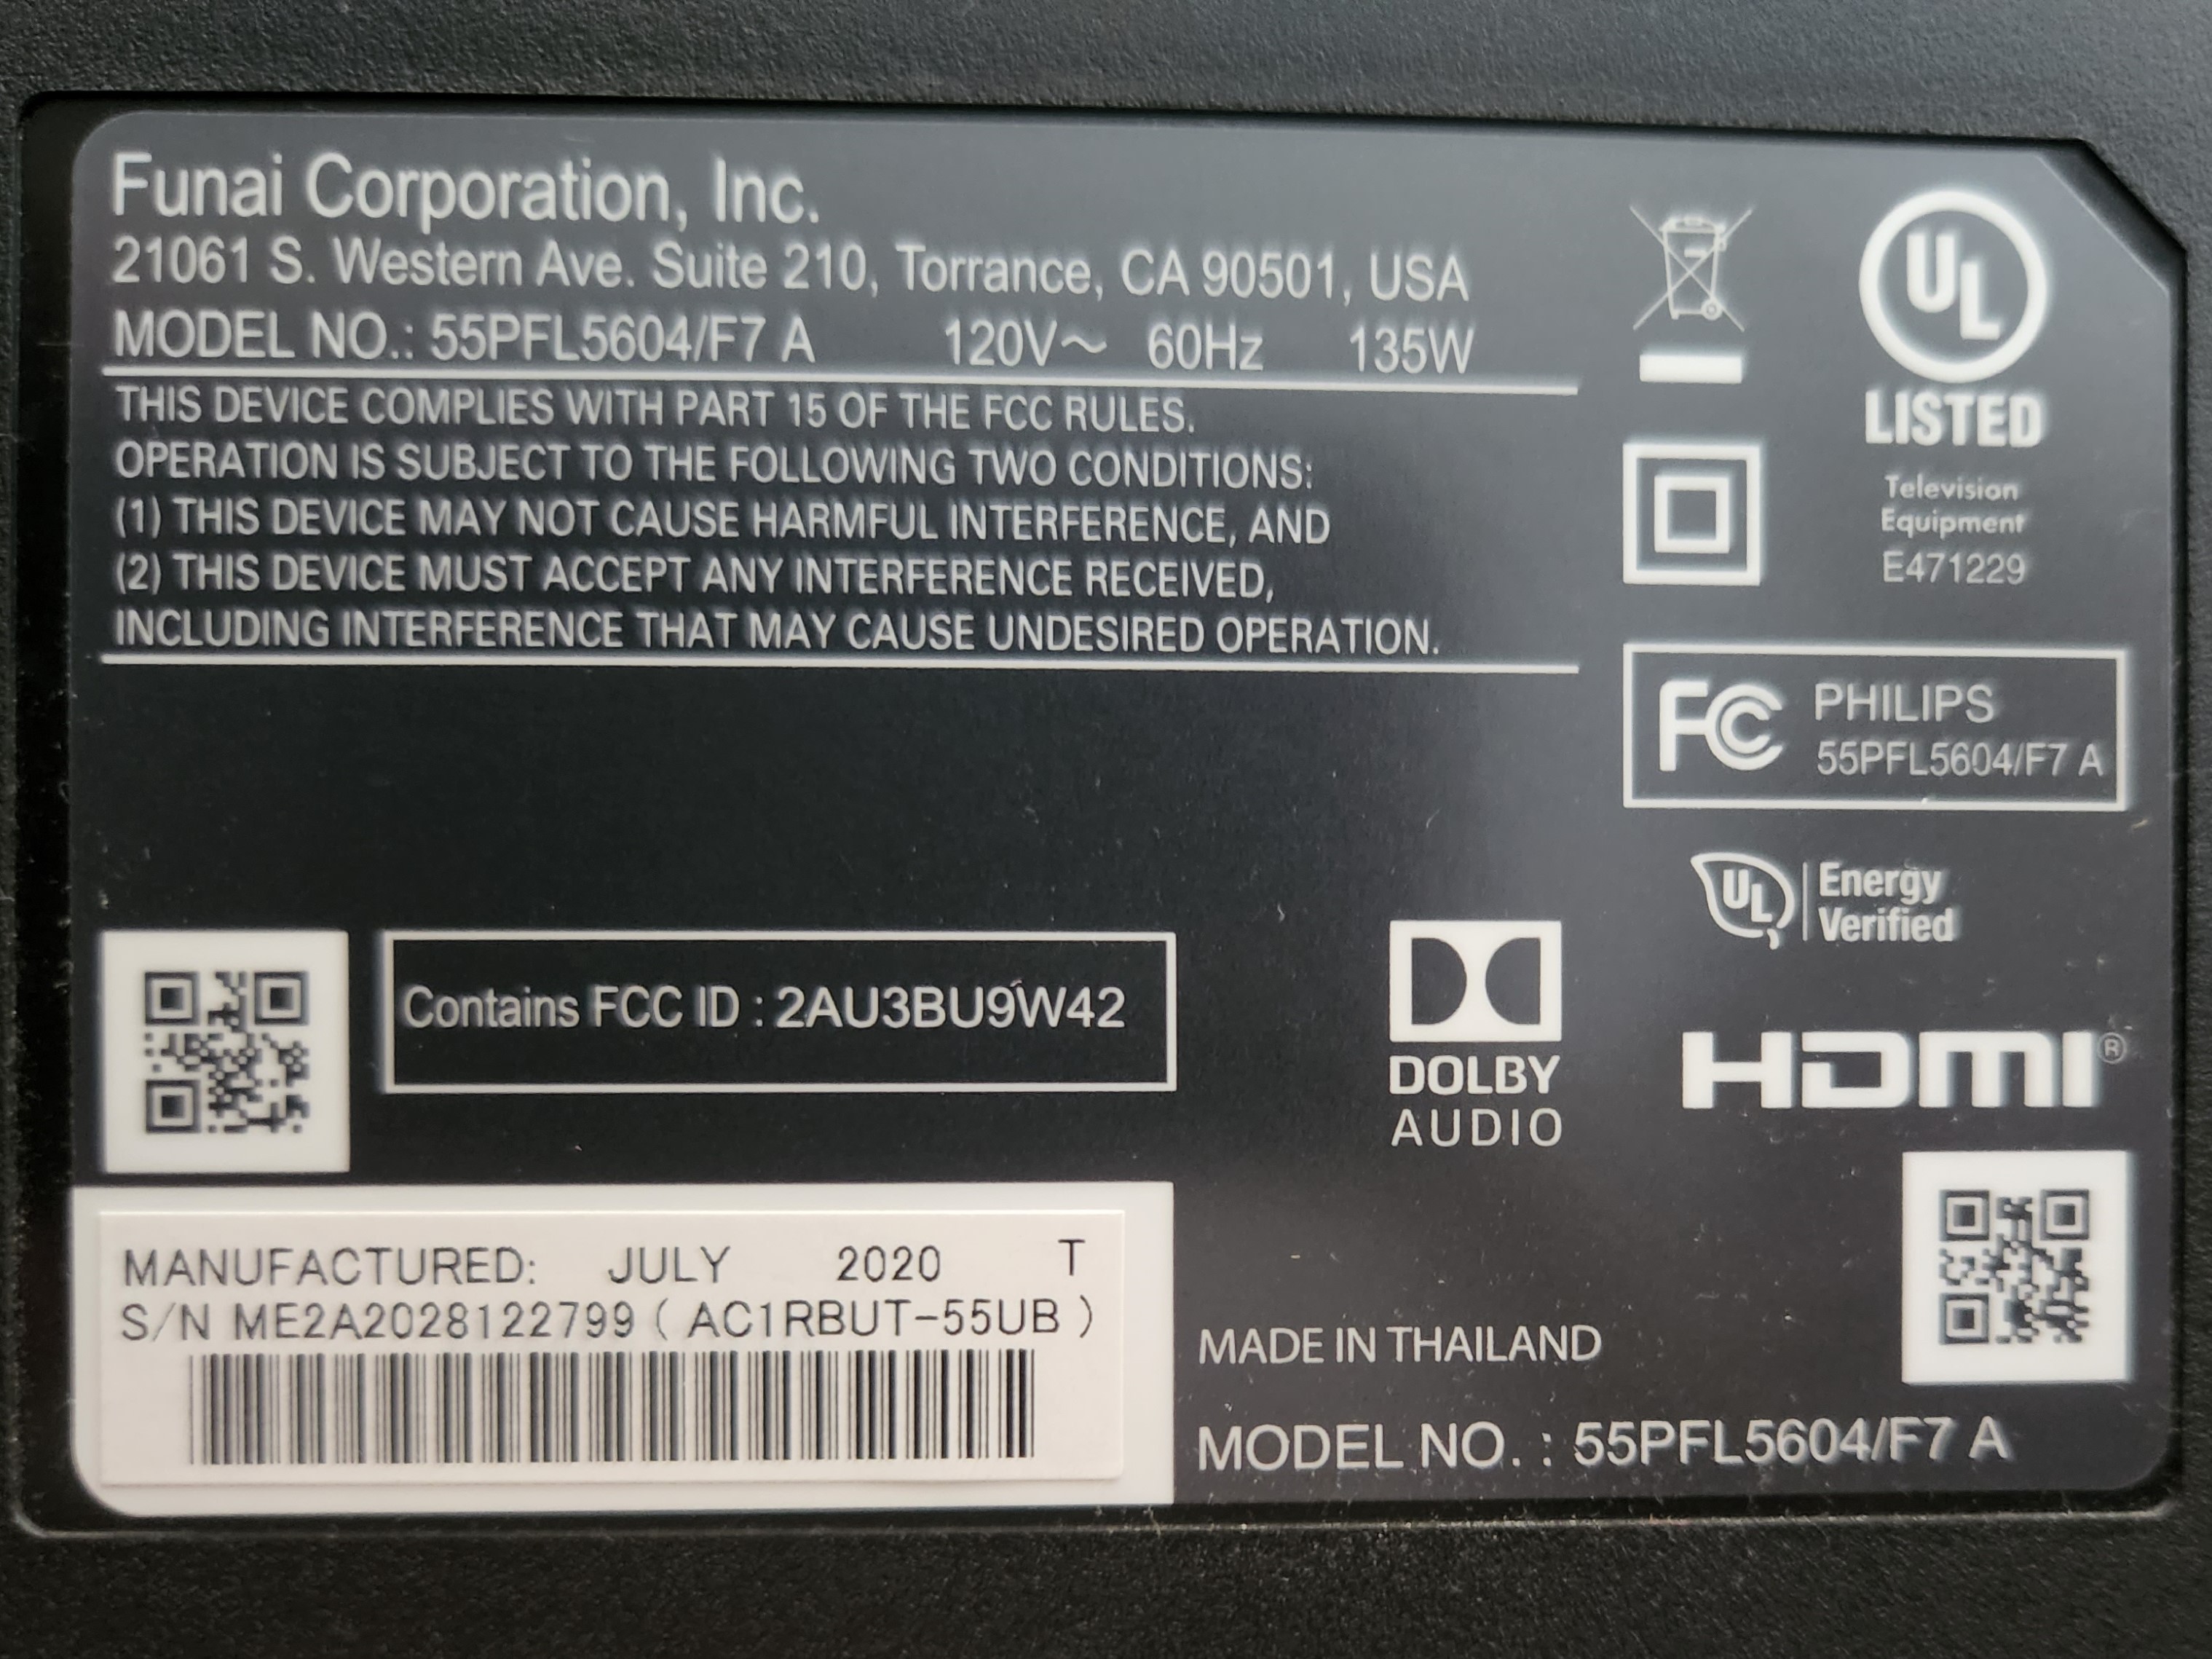 Funai Corporation, Inc.
21061 S. Western Ave. Suite 210, Torrance, CA 90501, USA
MODEL NO.: 55PFL5604/F7 A 120V~ 60Hz 135W
THIS DEVICE COMPLIES WITH PART 15 OF THE FCC RULES.
OPERATION IS SUBJECT TO THE FOLLOWING TWO CONDITIONS:
(1) THIS DEVICE MAY NOT CAUSE HARMFUL INTERFERENCE, AND
(2) THIS DEVICE MUST ACCEPT ANY INTERFERENCE RECEIVED,
INCLUDING INTERFERENCE THAT MAY CAUSE UNDESIRED OPERATION.
UL
LISTED
Television
Equipment
E471229
FC PHILIPS
55PFL5604/F7 A
UL Energy
Verified
Contains FCC ID : 2AU3BU9W42
DOLBY
AUDIO
HDMI®
MANUFACTURED: JULY 2020 T
S/N ME2A2028122799 ( AC1RBUT-55UB )
MADE IN THAILAND
MODEL NO. : 55PFL5604/F7 A